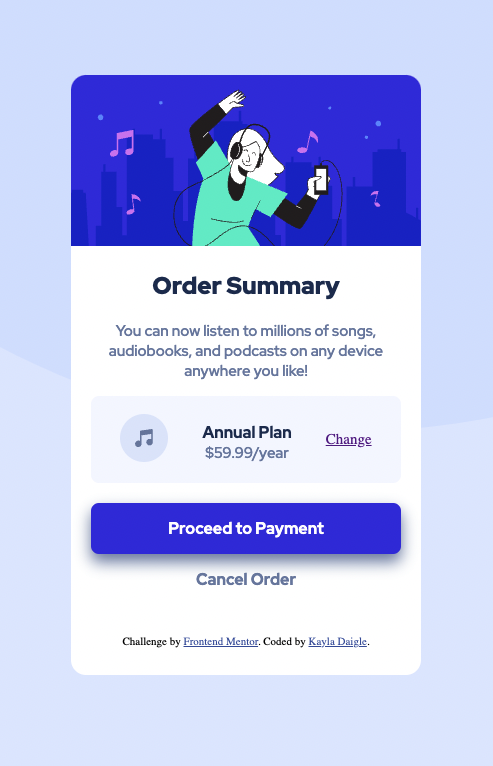 Order Summary
You can now listen to millions of songs,
audiobooks, and podcasts on any device
anywhere you like!
Annual Plan
$59.99/year
Change
Proceed to Payment
Cancel Order
Challenge by Frontend Mentor. Coded by Kayla Daigle.